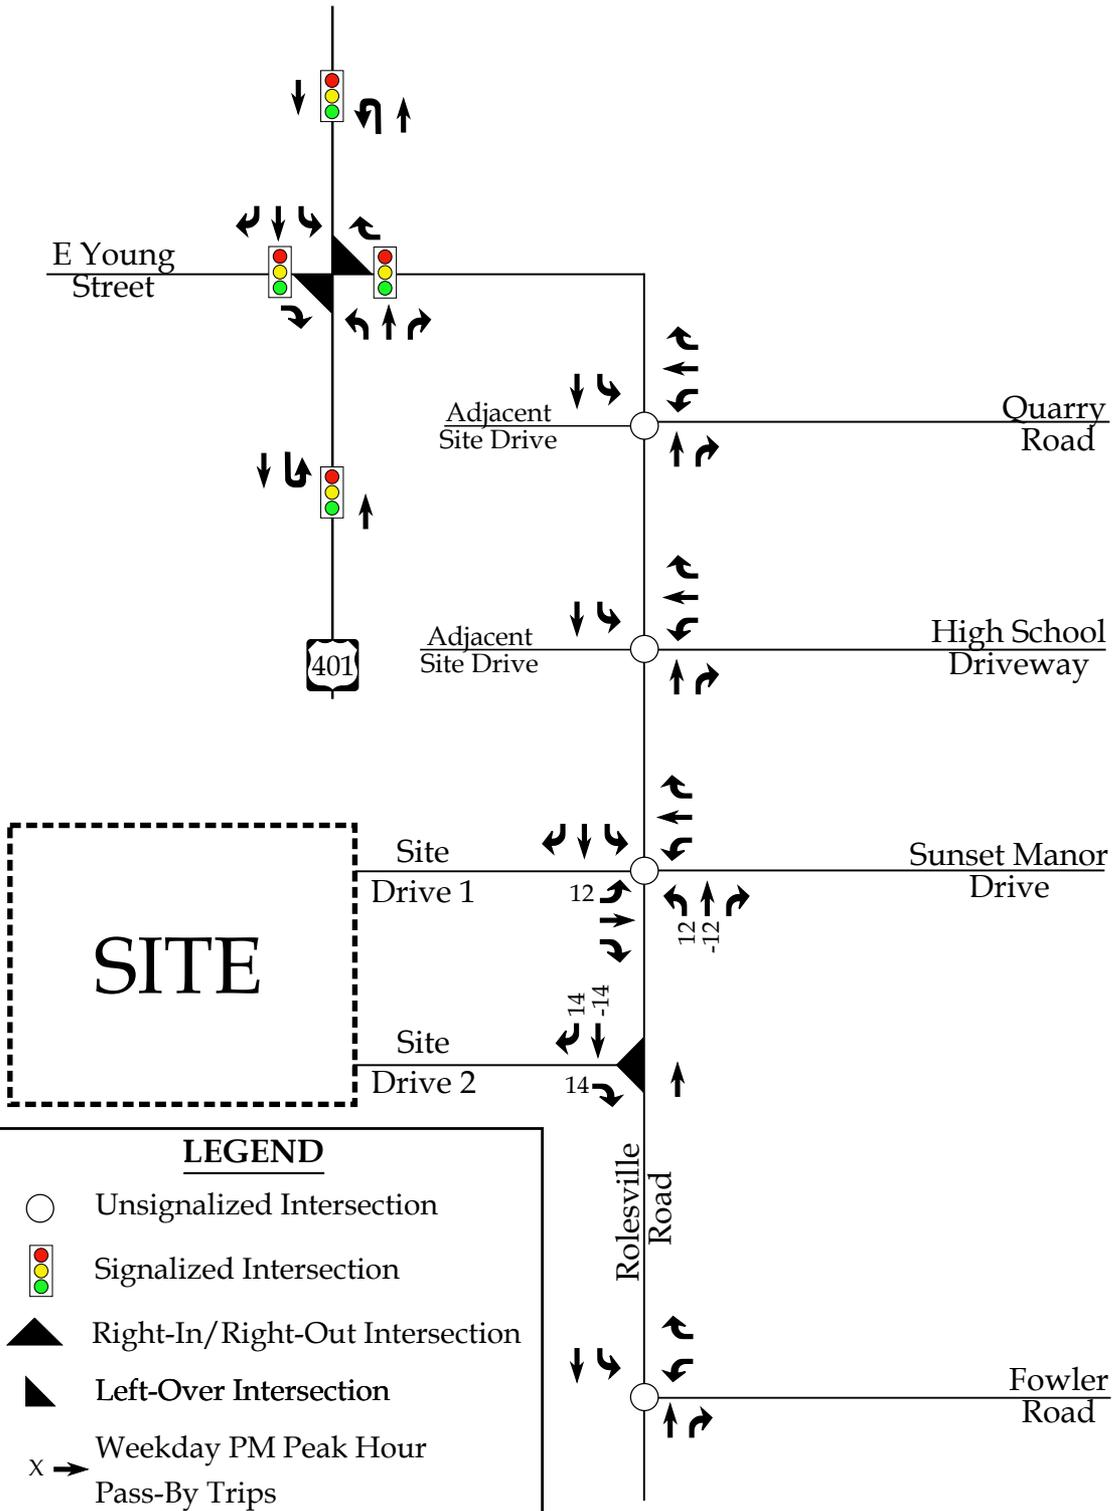 E Young
Street
Adjacent
Site Drive
Quarry
Road
Adjacent
Site Drive
High School
Driveway
401
Site
Drive 1
12
12
-12
Sunset Manor
Drive
SITE
14
-14
Site
Drive 2
14
Rolesville
Road
Fowler
Road
LEGEND
Unsignalized Intersection
Signalized Intersection
Right-In/Right-Out Intersection
Left-Over Intersection
X
Weekday PM Peak Hour
Pass-By Trips